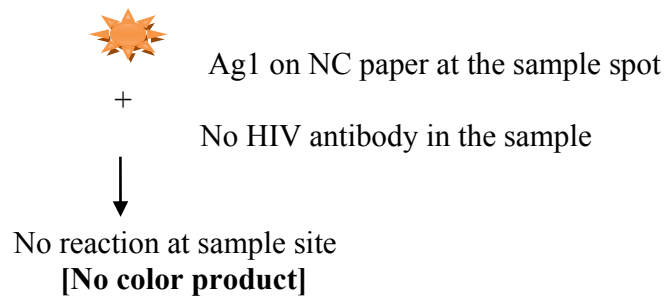 Ag1 on NC paper at the sample spot
+
No HIV antibody in the sample
No reaction at sample site
[No color product]